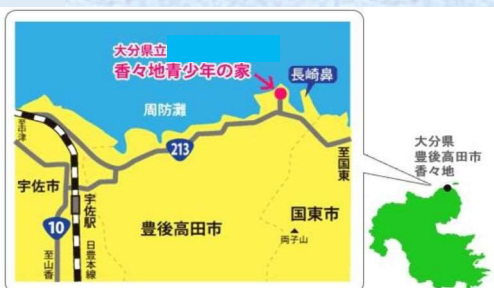 大分県立
香々地青少年の家
長崎鼻
周防灘
至中津
213
至国東
宇佐市
宇佐駅
10
日豊本線
至山香
豊後高田市
国東市
両子山
大分県
豊後高田市
香々地